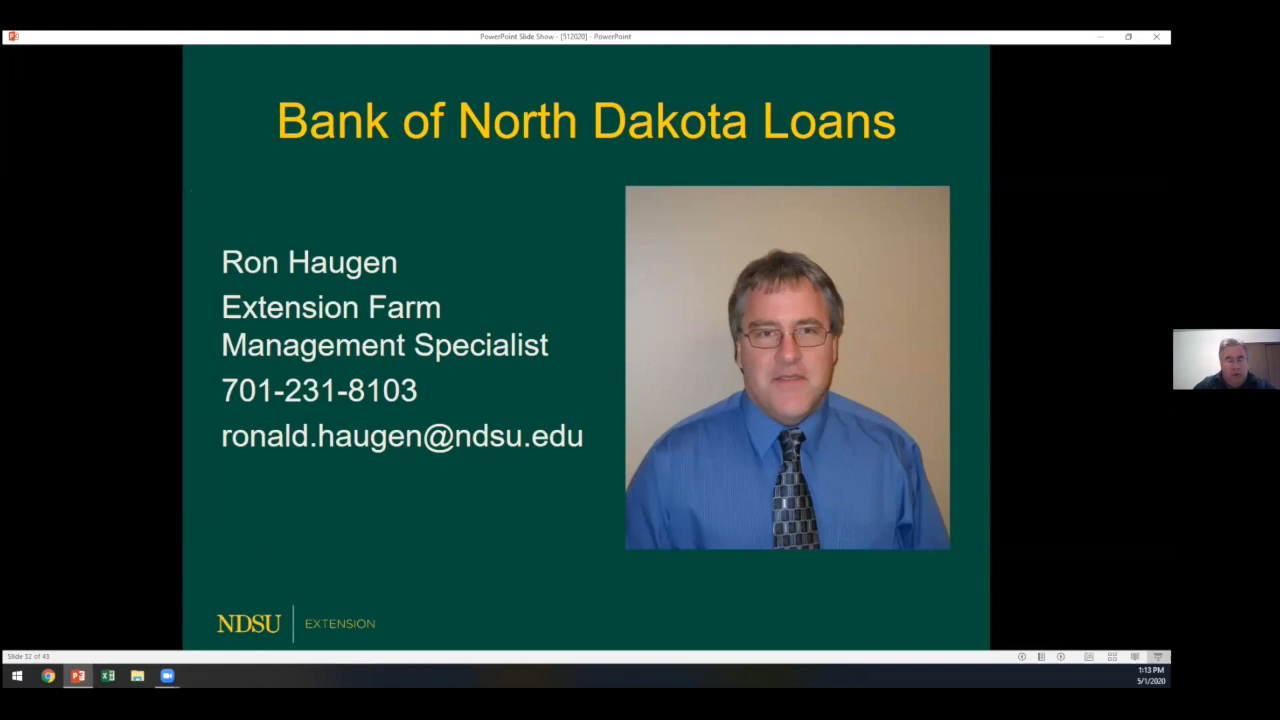 PowerPoint Slide Show - [512020] - PowerPoint
Bank of North Dakota Loans
Ron Haugen
Extension Farm
Management Specialist
701-231-8103
ronald.haugen@ndsu.edu
NDSU EXTENSION
Slide 32 of 43
1:13 PM
5/1/2020